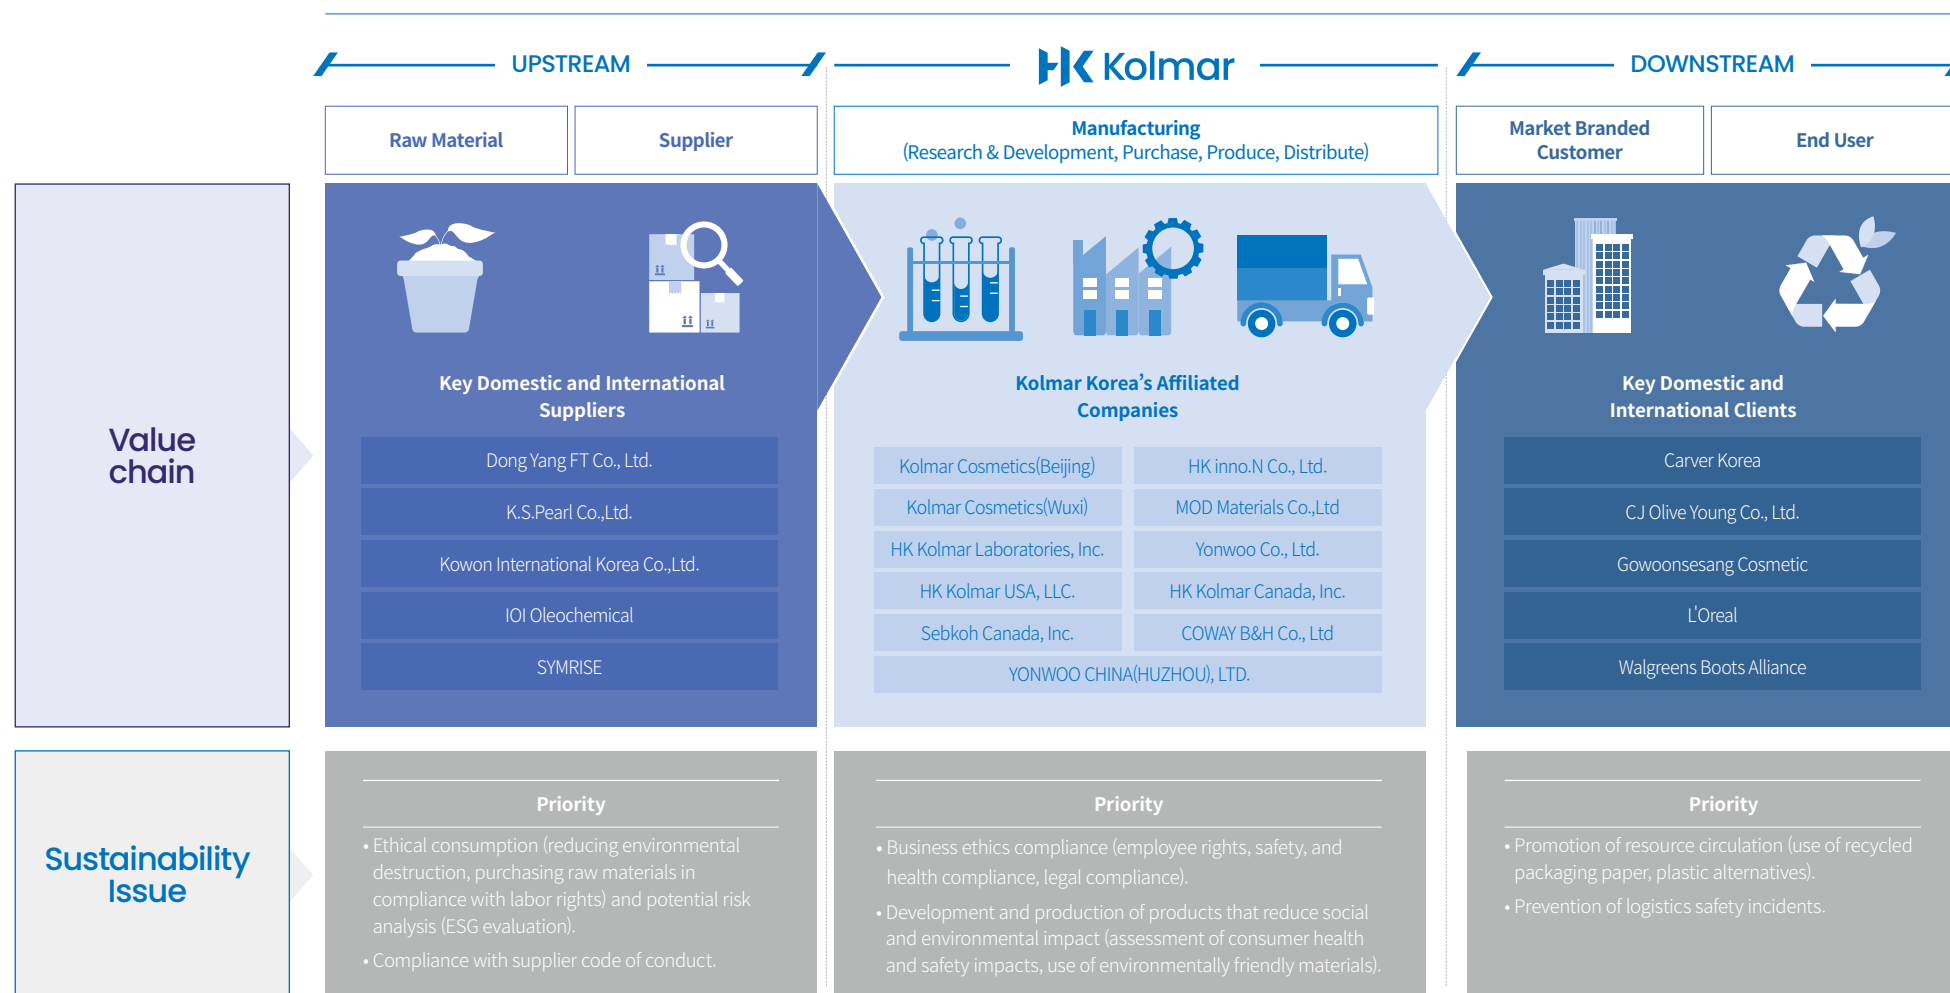 UPSTREAM
HK Kolmar
DOWNSTREAM
Raw Material
Supplier
Manufacturing
(Research & Development, Purchase, Produce, Distribute)
Market Branded
Customer
End User
Value
chain
Key Domestic and International
Suppliers
Dong Yang FT Co., Ltd.
K.S.Pearl Co.,Ltd.
Kowon International Korea Co.,Ltd.
IOI Oleochemical
SYMRISE
Kolmar Korea's Affiliated
Companies
Kolmar Cosmetics(Beijing)
HK inno.N Co., Ltd.
Kolmar Cosmetics(Wuxi)
MOD Materials Co.,Ltd
HK Kolmar Laboratories, Inc.
Yonwoo Co., Ltd.
HK Kolmar USA, LLC.
HK Kolmar Canada, Inc.
Sebkoh Canada, Inc.
COWAY B&H Co., Ltd
YONWOO CHINA(HUZHOU), LTD.
Key Domestic and
International Clients
Carver Korea
CJ Olive Young Co., Ltd.
Gowoonsesang Cosmetic
L'Oreal
Walgreens Boots Alliance
Sustainability
Issue
Priority
• Ethical consumption (reducing environmental
destruction, purchasing raw materials in
compliance with labor rights) and potential risk
analysis (ESG evaluation).
• Compliance with supplier code of conduct.
Priority
• Business ethics compliance (employee rights, safety, and
health compliance, legal compliance).
• Development and production of products that reduce social
and environmental impact (assessment of consumer health
and safety impacts, use of environmentally friendly materials).
Priority
• Promotion of resource circulation (use of recycled
packaging paper, plastic alternatives).
• Prevention of logistics safety incidents.